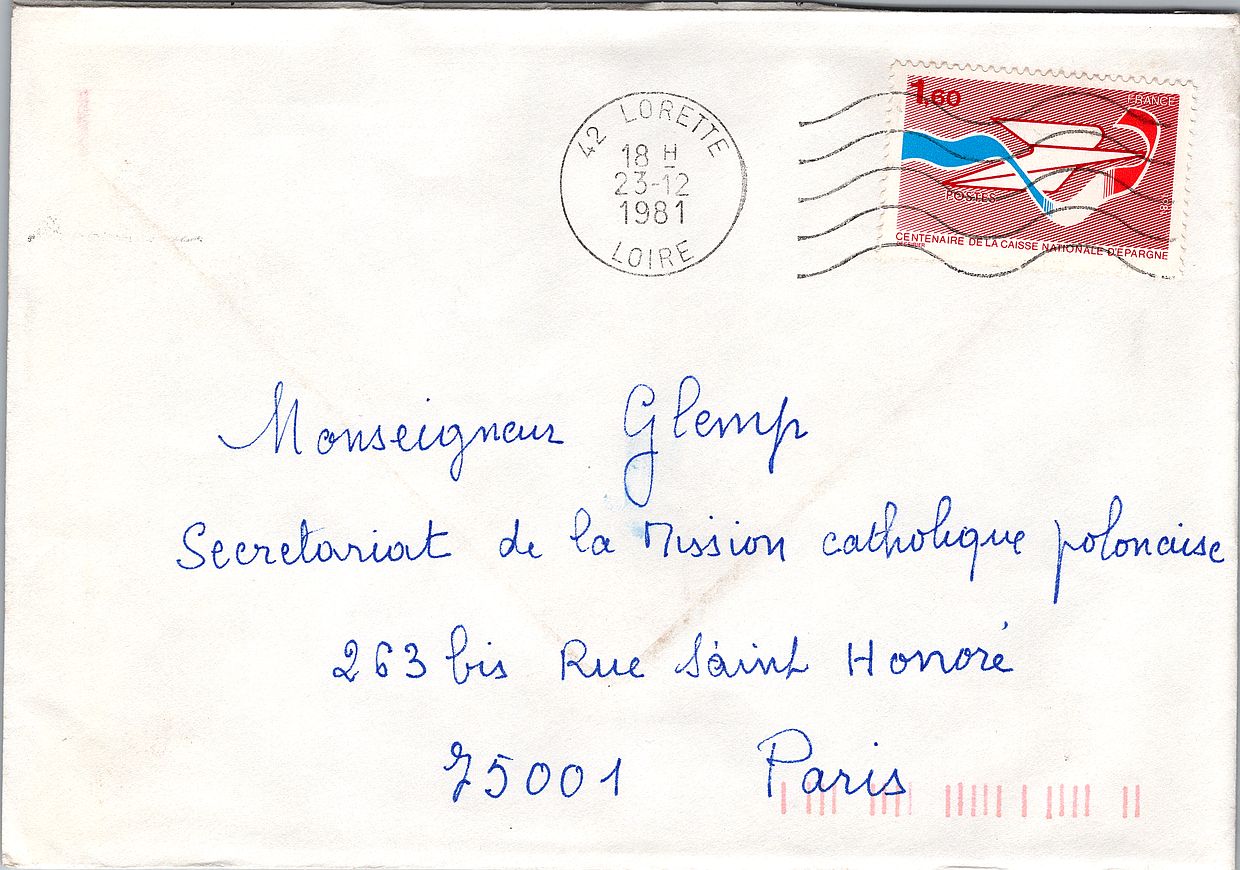 42 LORETTE
18 H
23-12
1981
LOIRE
1,60
FRANCE
POSTES
CENTENAIRE DE LA CAISSE NATIONALE D'ÉPARGNE
Monseigneur Glemp
Secretariat de la Mission catholique polonaise
263 bis Rue Saint Honoré
75001 Paris